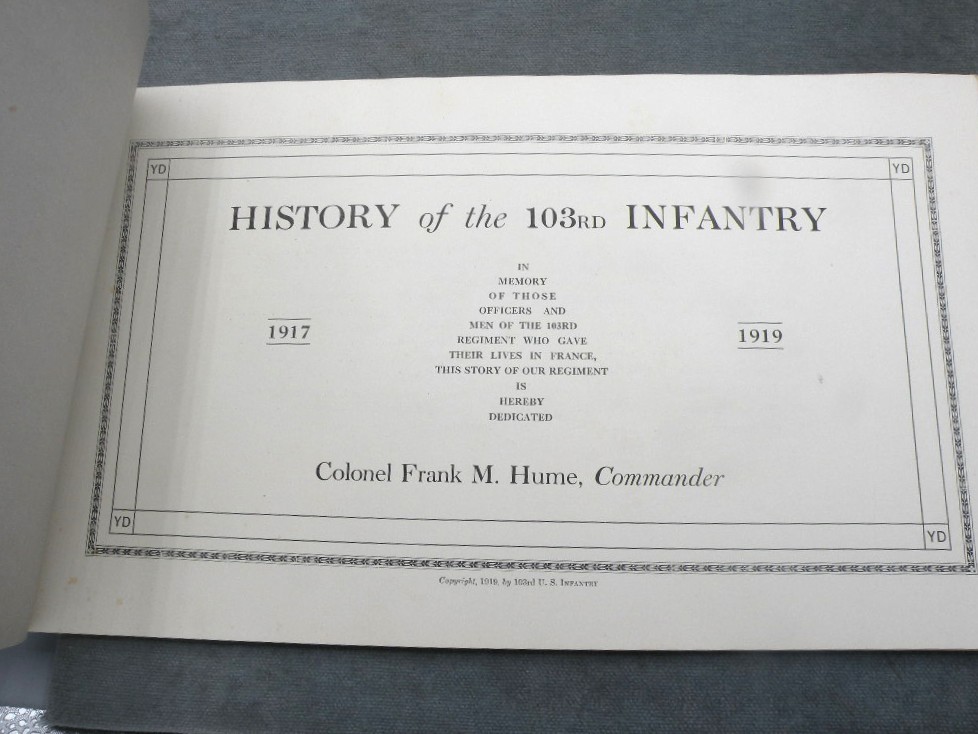 YD YD
HISTORY of the 103RD INFANTRY
IN
MEMORY
OF THOSE
OFFICERS AND
MEN OF THE 103RD
REGIMENT WHO GAVE
THEIR LIVES IN FRANCE,
THIS STORY OF OUR REGIMENT
IS
HEREBY
DEDICATED
1917
1919
Colonel Frank M. Hume, Commander
YD YD
Copyright, 1919, by 103rd U. S. INFANTRY